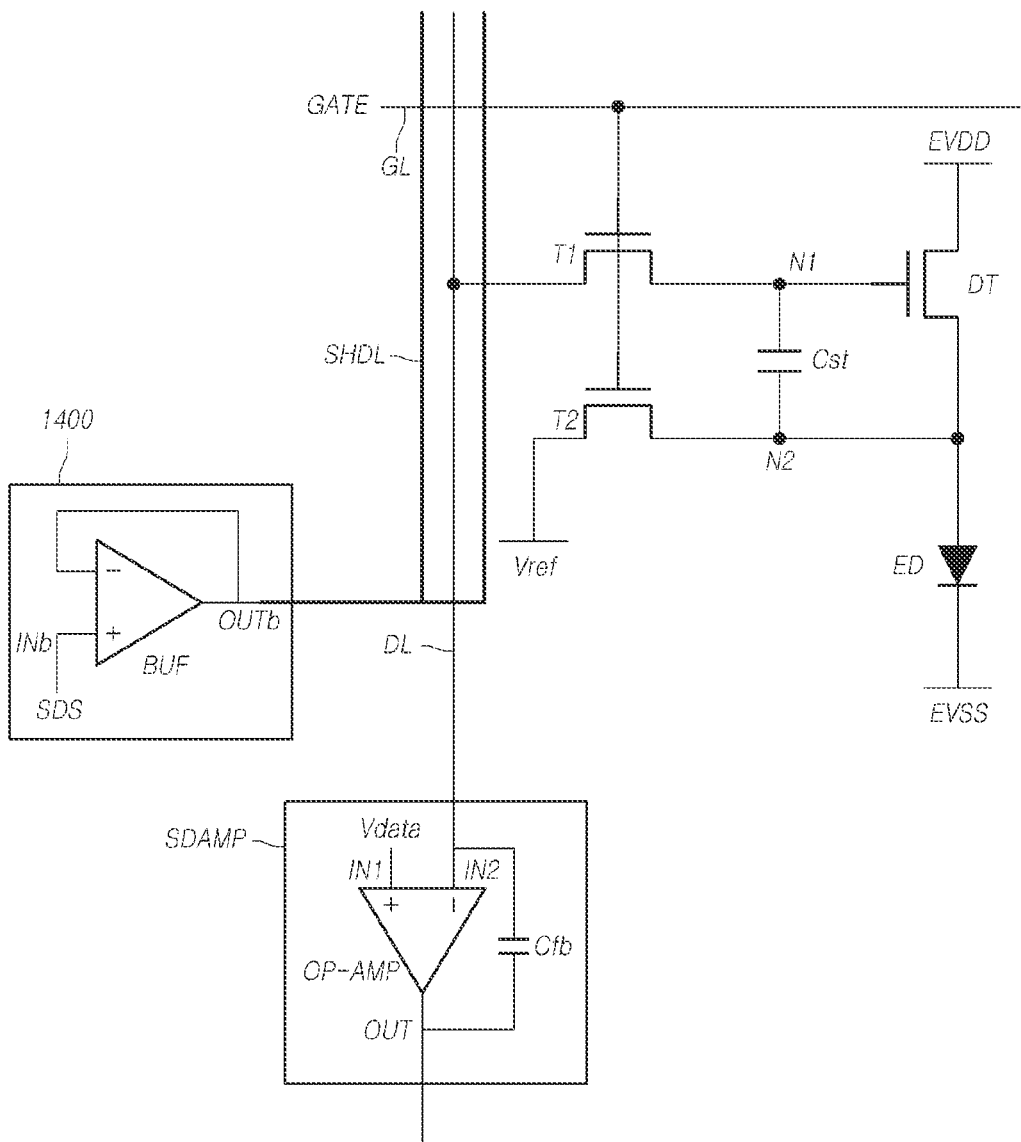 GATE
GL
EVDD
T1
N1
DT
SHDL
Cst
T2
N2
1400
Vref
ED
−
OUTb
INb
+
BUF
DL
SDS
EVSS
SDAMP
Vdata
IN1
IN2
+
−
Cfb
OP-AMP
OUT